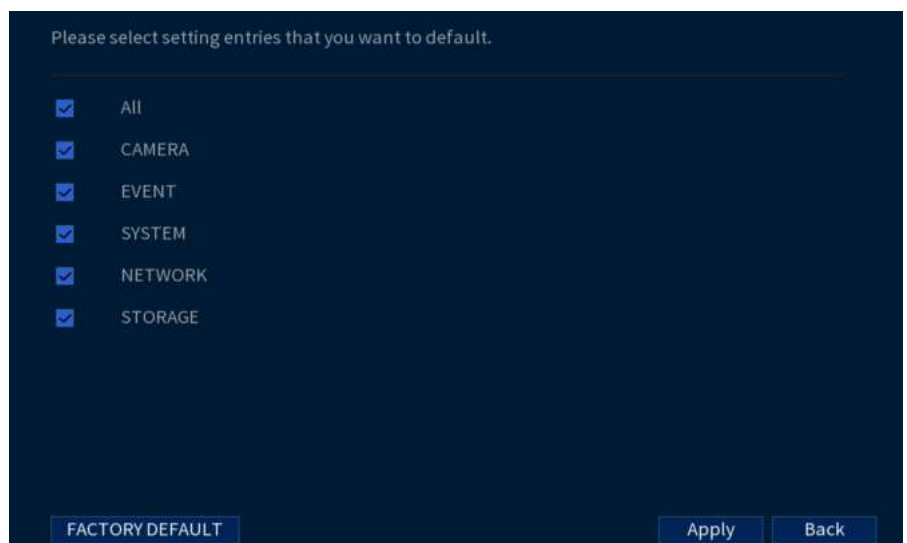 Please select setting entries that you want to default.
All
CAMERA
EVENT
SYSTEM
NETWORK
STORAGE
FACTORY DEFAULT
Apply
Back